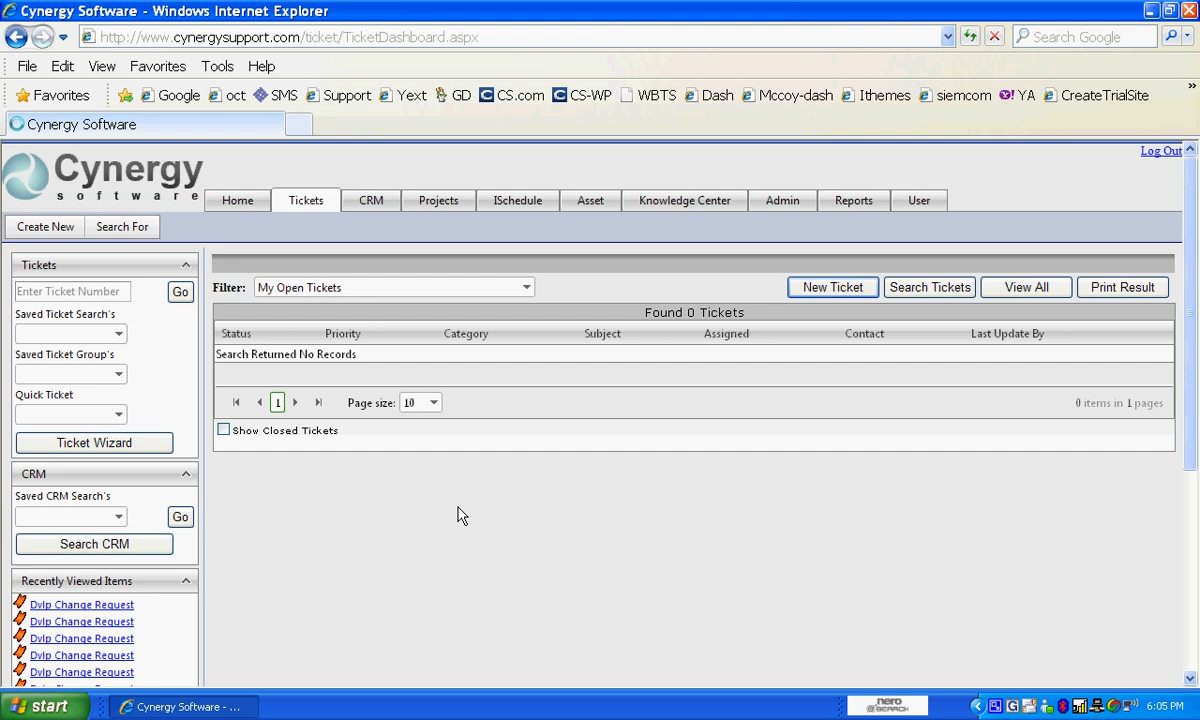 Cynergy Software - Windows Internet Explorer
http://www.cynergysupport.com/ticket/TicketDashboard.aspx
Search Google
File Edit View Favorites Tools Help
Favorites Google oct SMS Support Yext GD CS.com CS-WP WBTS Dash Mccoy-dash Ithemes siemcom YA CreateTrialSite »
Cynergy Software
Log Out
Cynergy
software
Home Tickets CRM Projects ISchedule Asset Knowledge Center Admin Reports User
Create New Search For
Tickets
Enter Ticket Number Go
Saved Ticket Search's
Saved Ticket Group's
Quick Ticket
Ticket Wizard
CRM
Saved CRM Search's
Go
Search CRM
Recently Viewed Items
Dvlp Change Request
Dvlp Change Request
Dvlp Change Request
Dvlp Change Request
Dvlp Change Request
Filter: My Open Tickets New Ticket Search Tickets View All Print Result
Found 0 Tickets
Status Priority Category Subject Assigned Contact Last Update By
Search Returned No Records
1 Page size: 10 0 items in 1 pages
Show Closed Tickets
start Cynergy Software - ... nero SEARCH 6:05 PM